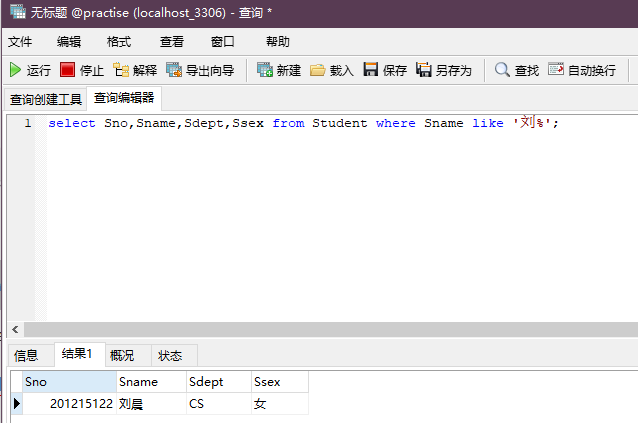 无标题 @practise (localhost_3306) - 查询 *
文件 编辑 格式 查看 窗口 帮助
运行 停止 解释 导出向导 新建 载入 保存 另存为 查找 自动换行
查询创建工具 查询编辑器
1 select Sno,Sname,Sdept,Ssex from Student where Sname like '刘%';
信息 结果1 概况 状态
Sno Sname Sdept Ssex
201215122 刘晨 CS 女